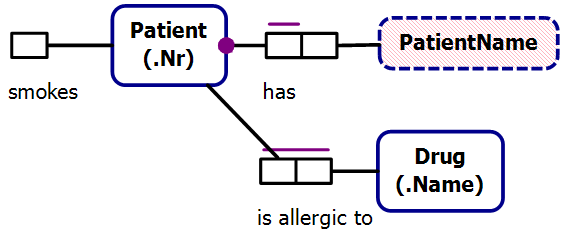 Patient
(.Nr)
PatientName
smokes
has
Drug
(.Name)
is allergic to